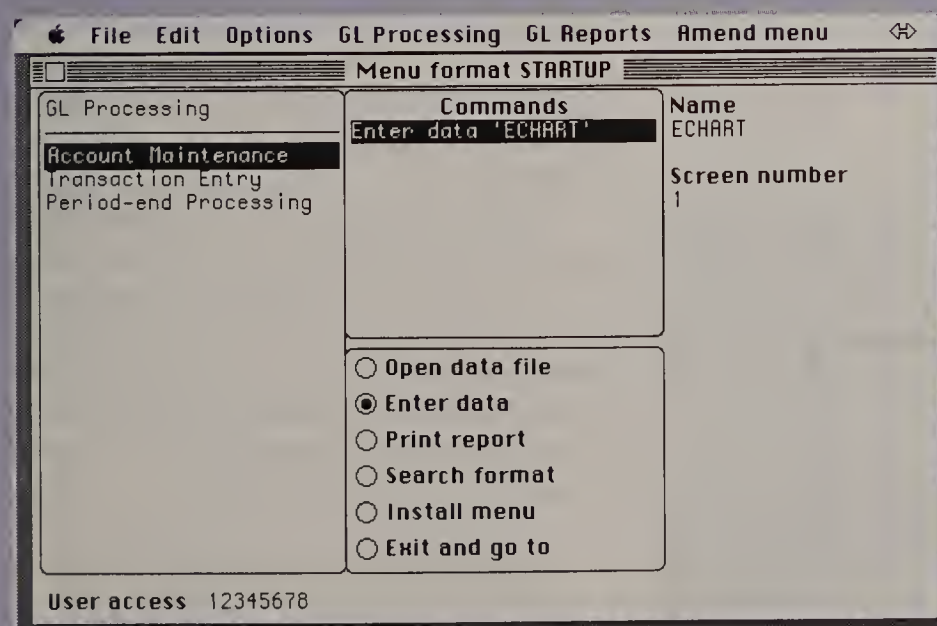 File Edit Options GL Processing GL Reports Amend menu
Menu format STARTUP
GL Processing
Account Maintenance
Transaction Entry
Period-end Processing
Commands
Enter data 'ECHART'
Open data file
Enter data
Print report
Search format
Install menu
Exit and go to
Name
ECHART
Screen number
1
User access 12345678